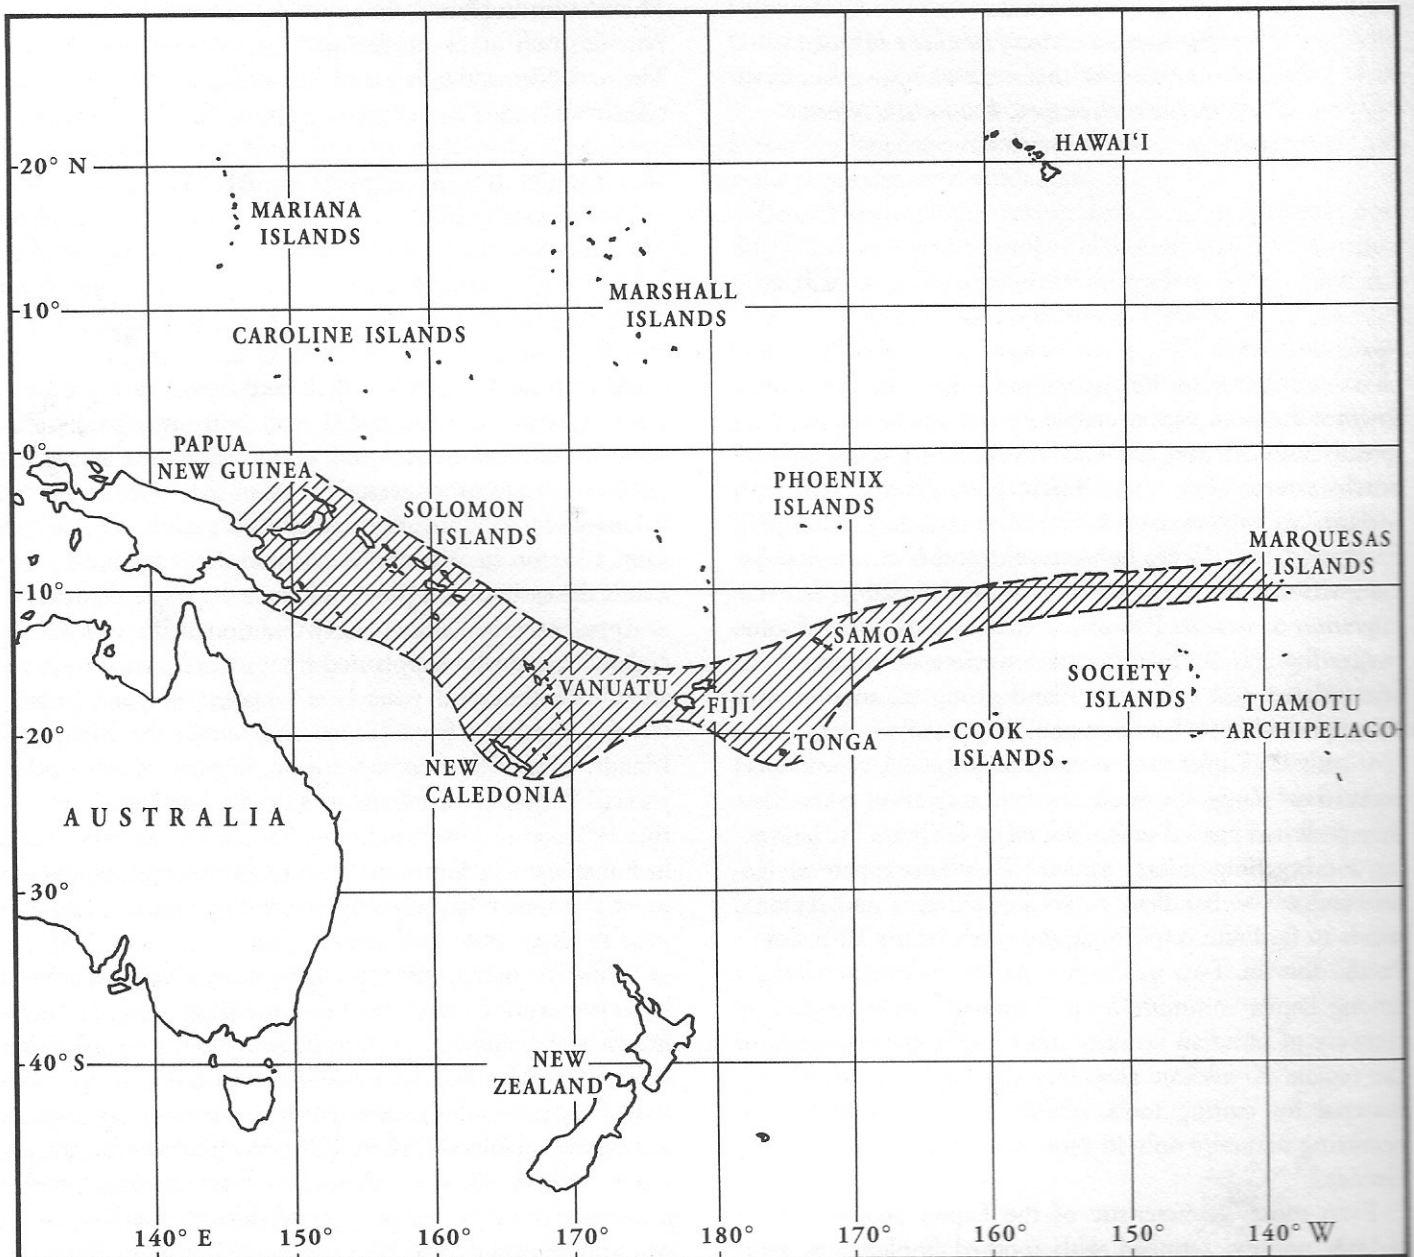 HAWAI‘I
20° N
MARIANA
ISLANDS
MARSHALL
ISLANDS
10°
CAROLINE ISLANDS
PAPUA
NEW GUINEA
0°
PHOENIX
ISLANDS
SOLOMON
ISLANDS
MARQUESAS
ISLANDS
10°
SAMOA
SOCIETY
ISLANDS
VANUATU
FIJI
TUAMOTU
ARCHIPELAGO
20°
TONGA
COOK
ISLANDS
NEW
CALEDONIA
AUSTRALIA
30°
NEW
ZEALAND
40° S
140° E 150° 160° 170° 180° 170° 160° 150° 140° W